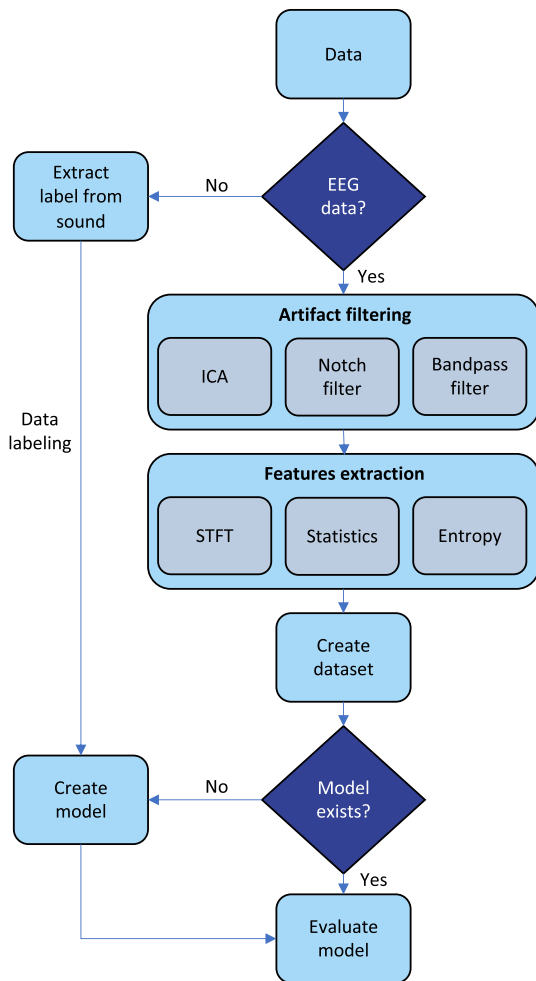 Data
EEG
data?
No
Extract
label from
sound
Yes
Artifact filtering
ICA
Notch
filter
Bandpass
filter
Data
labeling
Features extraction
STFT
Statistics
Entropy
Create
dataset
Model
exists?
No
Create
model
Yes
Evaluate
model